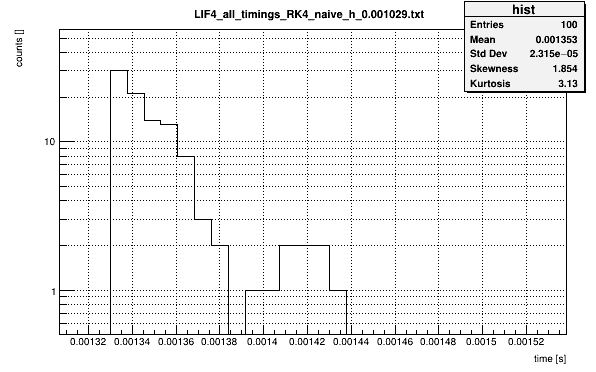 LIF4_all_timings_RK4_naive_h_0.001029.txt
hist
Entries 100
Mean 0.001353
Std Dev 2.315e−05
Skewness 1.854
Kurtosis 3.13
counts []
10
1
0.00132 0.00134 0.00136 0.00138 0.0014 0.00142 0.00144 0.00146 0.00148 0.0015 0.00152
time [s]